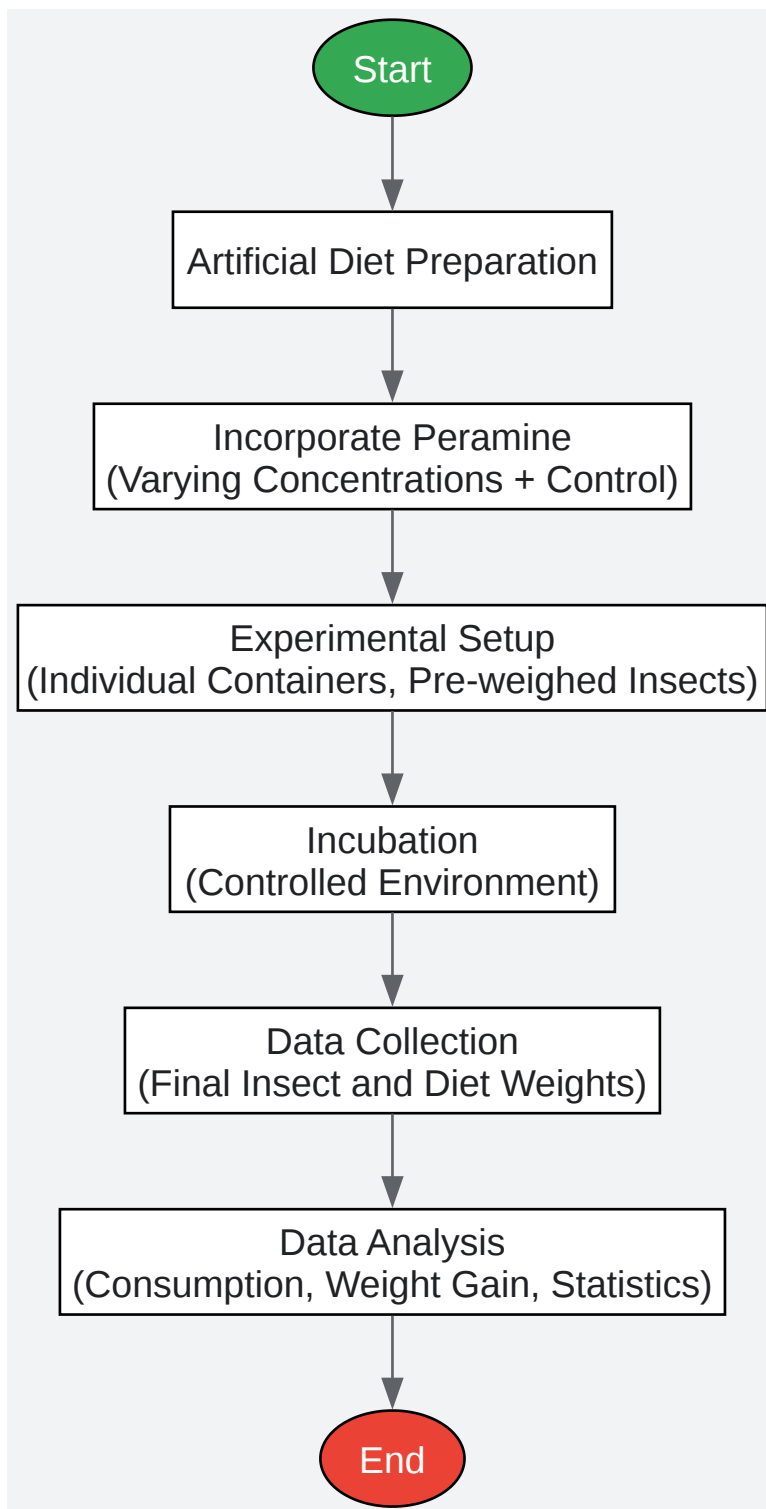 Start
Artificial Diet Preparation
Incorporate Peramine
(Varying Concentrations + Control)
Experimental Setup
(Individual Containers, Pre-weighed Insects)
Incubation
(Controlled Environment)
Data Collection
(Final Insect and Diet Weights)
Data Analysis
(Consumption, Weight Gain, Statistics)
End